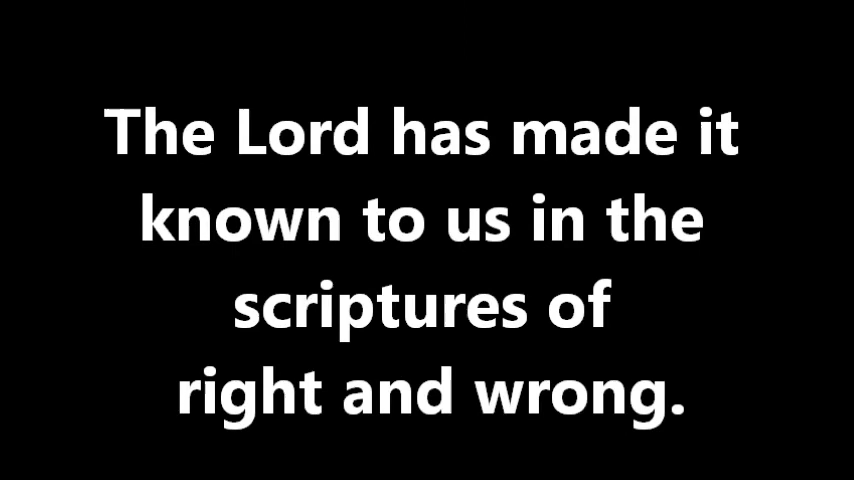 The Lord has made it
known to us in the
scriptures of
right and wrong.